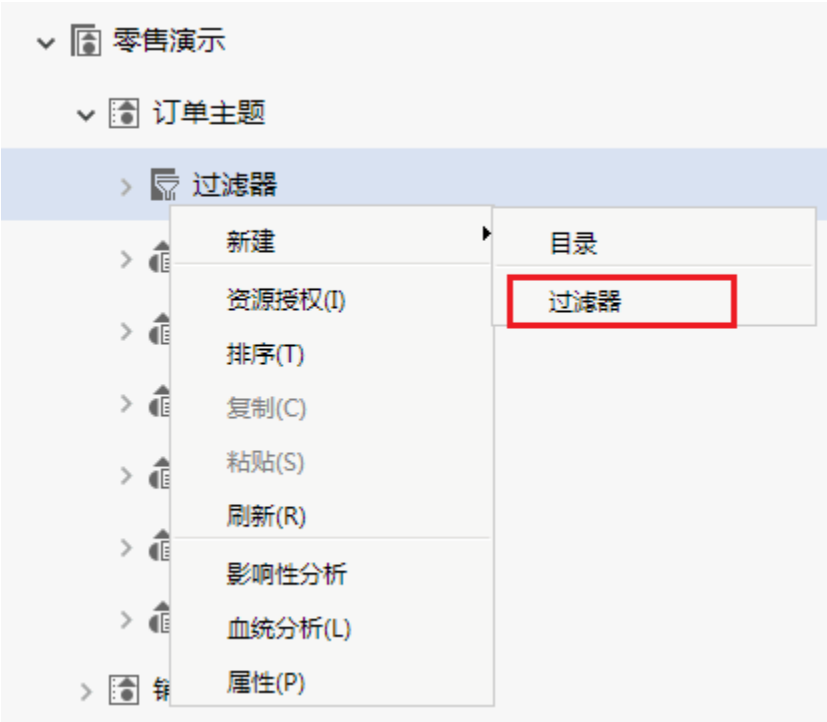 零售演示
订单主题
过滤器
新建
资源授权(I)
排序(T)
复制(C)
粘贴(S)
刷新(R)
影响性分析
血统分析(L)
属性(P)
目录
过滤器